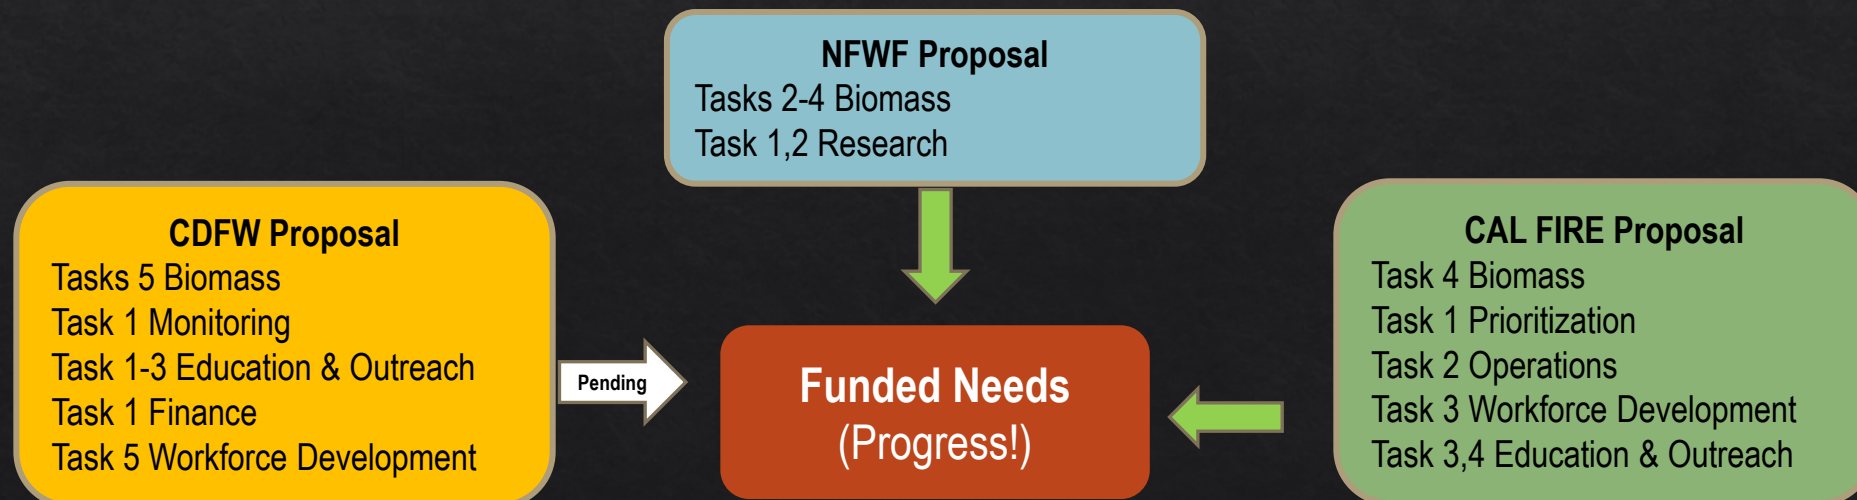 NFWF Proposal
Tasks 2-4 Biomass
Task 1,2 Research
CDFW Proposal
Tasks 5 Biomass
Task 1 Monitoring
Task 1-3 Education & Outreach
Task 1 Finance
Task 5 Workforce Development
Pending
Funded Needs
(Progress!)
CAL FIRE Proposal
Task 4 Biomass
Task 1 Prioritization
Task 2 Operations
Task 3 Workforce Development
Task 3,4 Education & Outreach